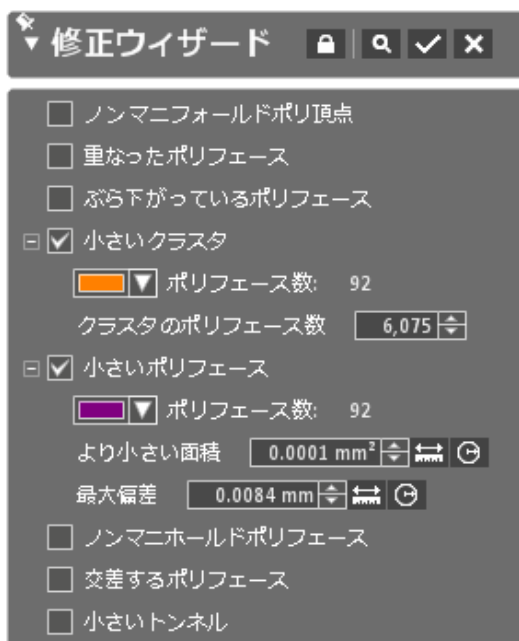 修正ウィザード
ノンマニフォールドポリ頂点
重なったポリフェース
ぶら下がっているポリフェース
小さいクラスタ
ポリフェース数: 92
クラスタのポリフェース数 6,075
小さいポリフェース
ポリフェース数: 92
より小さい面積 0.0001 mm²
最大偏差 0.0084 mm
ノンマニホールドポリフェース
交差するポリフェース
小さいトンネル